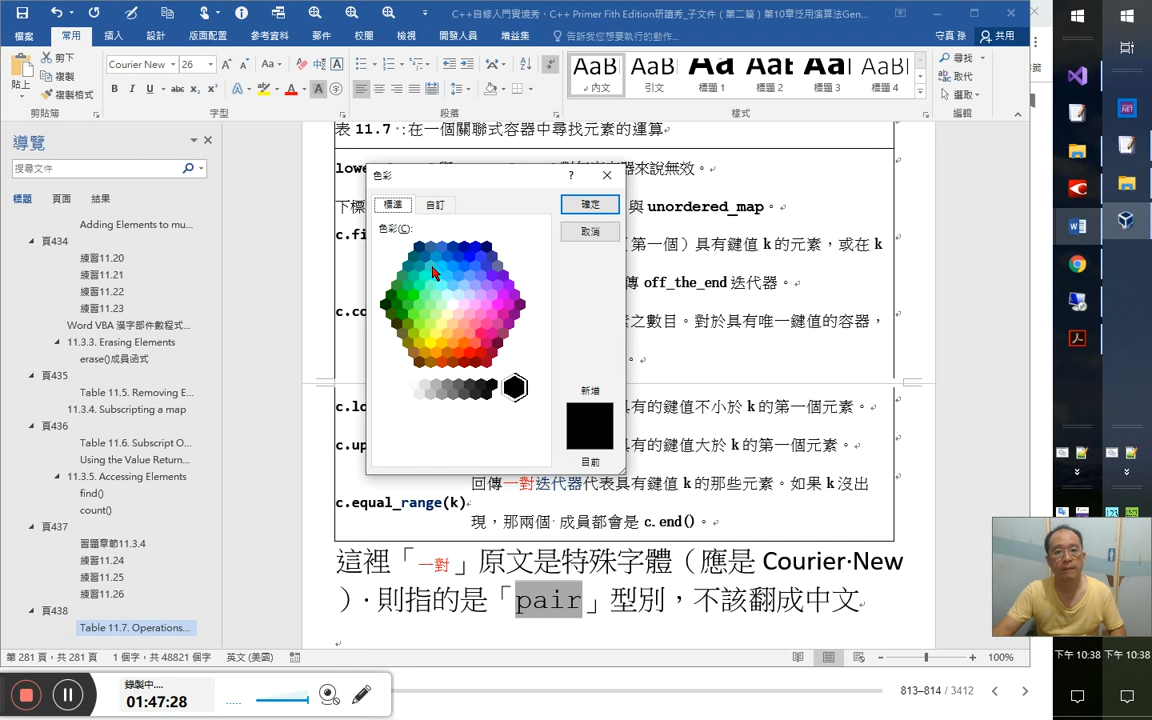 C++自修入門實境秀、C++ Primer Fith Edition研讀秀_子文件（第二篇）第10章泛用演算法Gen...
檔案 常用 插入 設計 版面配置 參考資料 郵件 校閱 檢視 開發人員 增益集 告訴我您想要執行的動作... 守真 孫 共用
貼上 剪下 複製 複製格式
Courier New 26
AaB AaBb AaB AaB AaB AaBb
內文 引文 標題 1 標題 2 標題 3 標題 4
尋找 取代 選取
剪貼簿 字型 段落 樣式 編輯
導覽
搜尋文件
標題 頁面 結果
Adding Elements to mu...
頁434
練習11.20
練習11.21
練習11.22
練習11.23
Word VBA 漢字部件數程式...
11.3.3. Erasing Elements
erase()成員函式
頁435
Table 11.5. Removing E...
11.3.4. Subscripting a map
頁436
Table 11.6. Subscript O...
Using the Value Return...
11.3.5. Accessing Elements
find()
count()
頁437
習題章節11.3.4
練習11.24
練習11.25
練習11.26
頁438
Table 11.7. Operations...
表 11.7 :在一個關聯式容器中尋找元素的運算
lowe
器來說無效。
下標
與 unordered_map。
c.fi
（第一個）具有鍵值 k 的元素，或在 k
傳 off_the_end 迭代器。
c.co
素之數目。對於具有唯一鍵值的容器，
c.lo
具有的鍵值不小於 k 的第一個元素。
c.up
具有的鍵值大於 k 的第一個元素。
c.equal_range(k)
回傳一對迭代器代表具有鍵值 k 的那些元素。如果 k 沒出
現，那兩個 成員都會是 c.end()。
這裡「一對」原文是特殊字體（應是 Courier·New
）·則指的是「pair」型別，不該翻成中文
色彩
?
標準 自訂
色彩(C):
確定
取消
新增
目前
第 281 頁，共 281 頁 1 個字，共 48821 個字 英文 (美國) 100%
錄製中....
01:47:28
813–814 / 3412
下午 10:38
下午 10:38